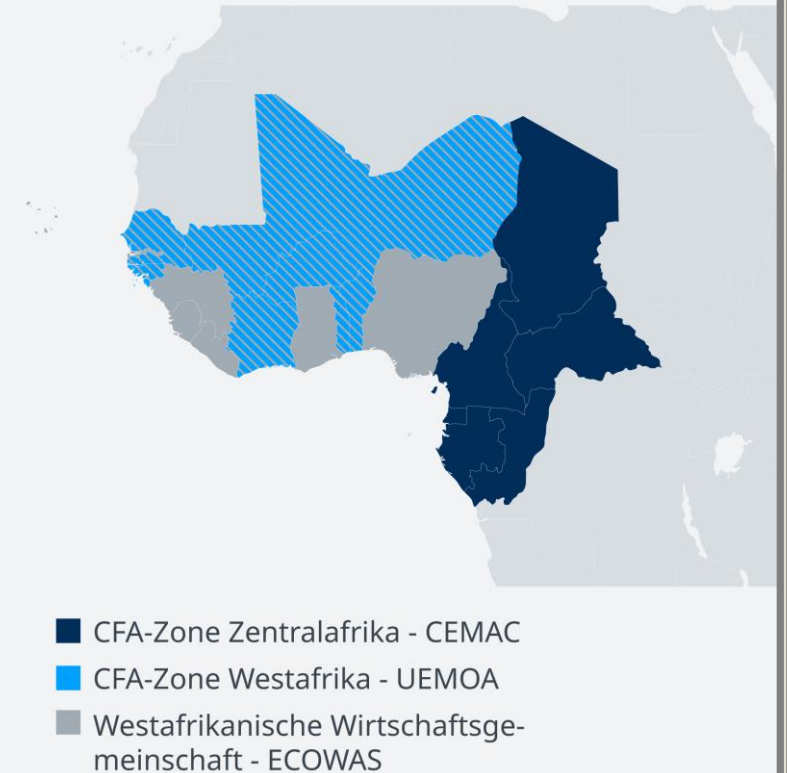 CFA-Zone Zentralafrika - CEMAC
CFA-Zone Westafrika - UEMOA
Westafrikanische Wirtschaftsge-
meinschaft - ECOWAS